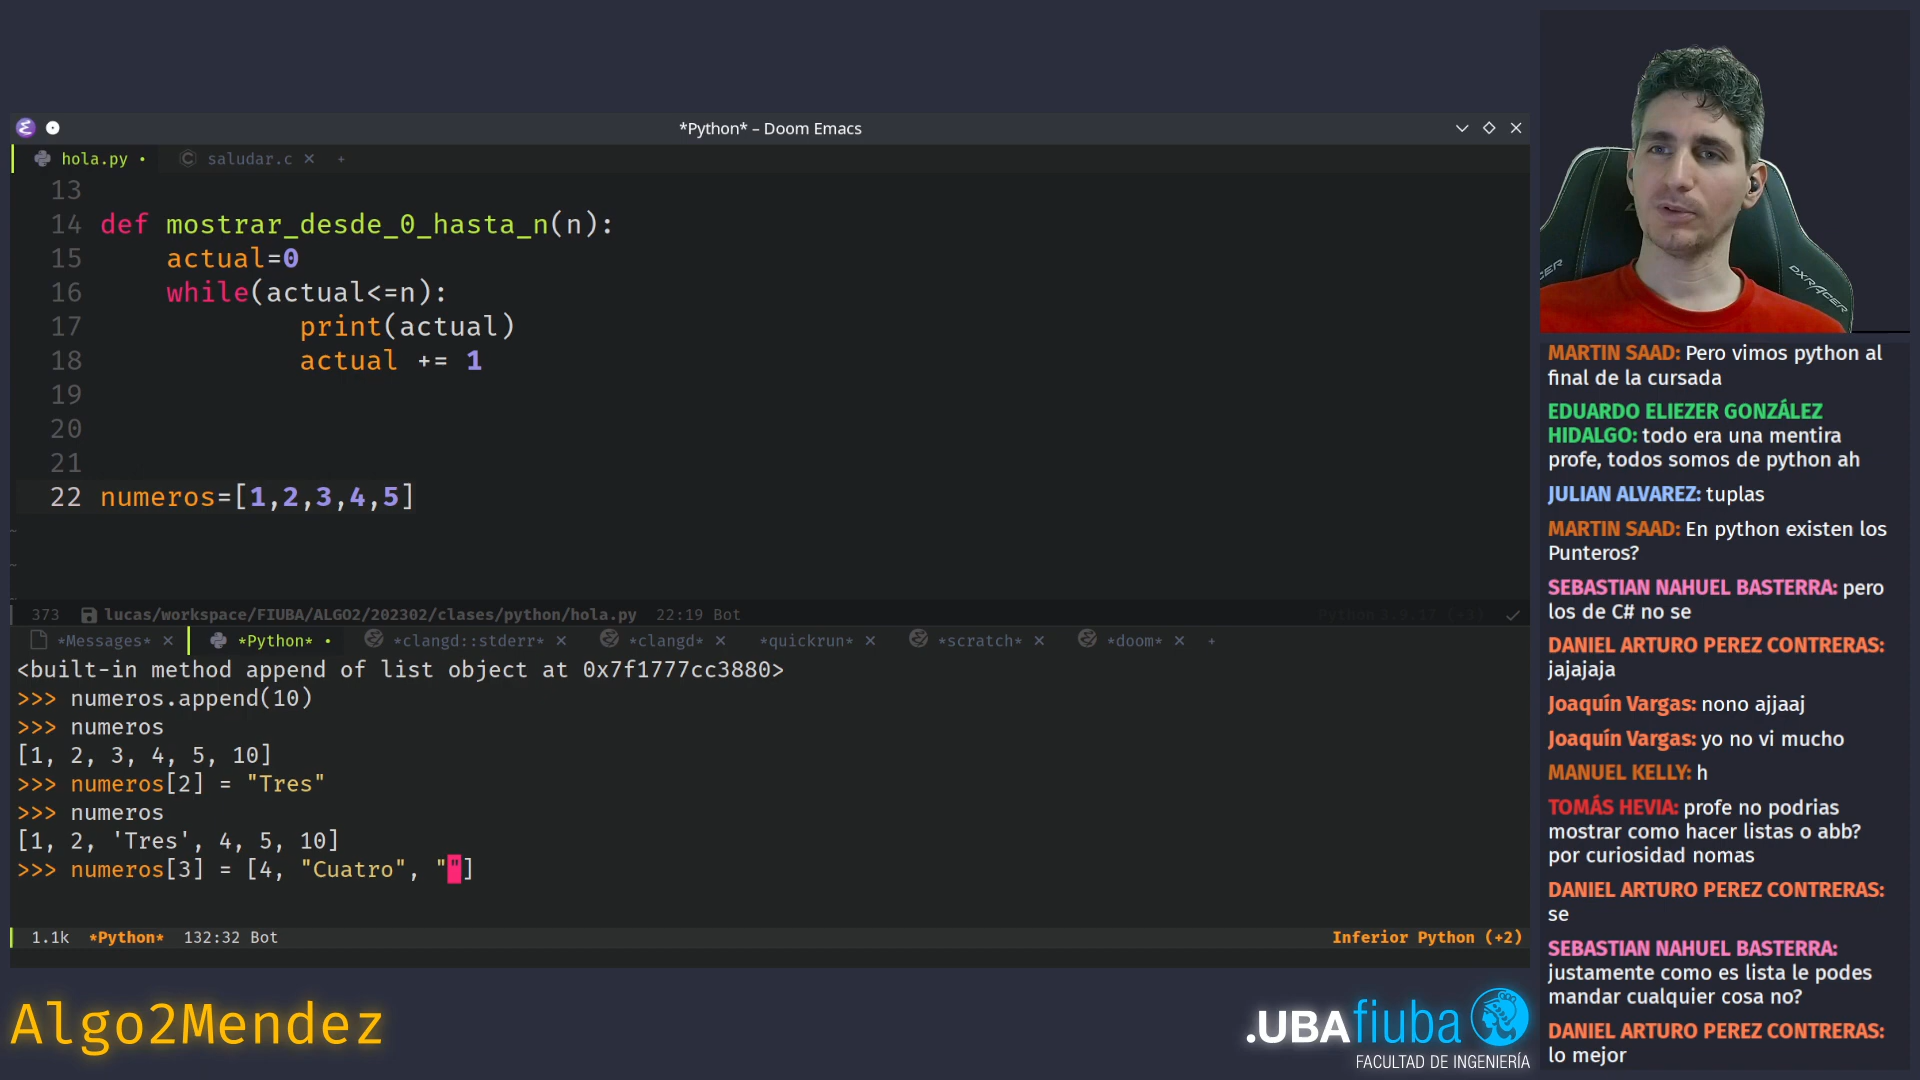 *Python* – Doom Emacs
hola.py • saludar.c × +
13
14 def mostrar_desde_0_hasta_n(n):
15 actual=0
16 while(actual<=n):
17 print(actual)
18 actual += 1
19
20
21
22 numeros=[1,2,3,4,5]
~
~
~
373 lucas/workspace/FIUBA/ALGO2/202302/clases/python/hola.py 22:19 Bot
*Messages* × *Python* • *clangd::stderr* × *clangd* × *quickrun* × *scratch* × *doom* × +
<built-in method append of list object at 0x7f1777cc3880>
>>> numeros.append(10)
>>> numeros
[1, 2, 3, 4, 5, 10]
>>> numeros[2] = "Tres"
>>> numeros
[1, 2, 'Tres', 4, 5, 10]
>>> numeros[3] = [4, "Cuatro", ""]
1.1k *Python* 132:32 Bot Inferior Python (+2)
Algo2Mendez
.UBAfiuba
FACULTAD DE INGENIERÍA
DXRACER
MARTIN SAAD: Pero vimos python al
final de la cursada
EDUARDO ELIEZER GONZÁLEZ
HIDALGO: todo era una mentira
profe, todos somos de python ah
JULIAN ALVAREZ: tuplas
MARTIN SAAD: En python existen los
Punteros?
SEBASTIAN NAHUEL BASTERRA: pero
los de C# no se
DANIEL ARTURO PEREZ CONTRERAS:
jajajaja
Joaquín Vargas: nono ajjaaj
Joaquín Vargas: yo no vi mucho
MANUEL KELLY: h
TOMÁS HEVIA: profe no podrias
mostrar como hacer listas o abb?
por curiosidad nomas
DANIEL ARTURO PEREZ CONTRERAS:
se
SEBASTIAN NAHUEL BASTERRA:
justamente como es lista le podes
mandar cualquier cosa no?
DANIEL ARTURO PEREZ CONTRERAS:
lo mejor